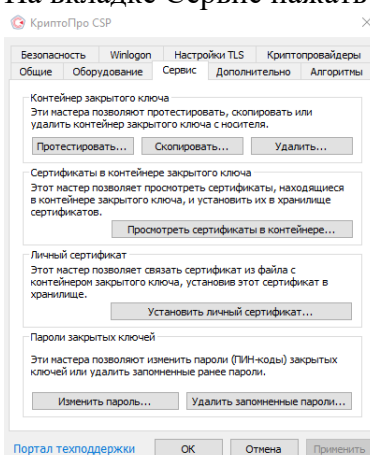 На вкладке Сервис нажать
КриптоПро CSP
Безопасность Winlogon Настройки TLS Криптопровайдеры
Общие Оборудование Сервис Дополнительно Алгоритмы
Контейнер закрытого ключа
Эти мастера позволяют протестировать, скопировать или
удалить контейнер закрытого ключа с носителя.
Протестировать... Скопировать... Удалить...
Сертификаты в контейнере закрытого ключа
Этот мастер позволяет просмотреть сертификаты, находящиеся
в контейнере закрытого ключа, и установить их в хранилище
сертификатов.
Просмотреть сертификаты в контейнере...
Личный сертификат
Этот мастер позволяет связать сертификат из файла с
контейнером закрытого ключа, установив этот сертификат в
хранилище.
Установить личный сертификат...
Пароли закрытых ключей
Эти мастера позволяют изменить пароли (ПИН-коды) закрытых
ключей или удалить запомненные ранее пароли.
Изменить пароль... Удалить запомненные пароли...
Портал техподдержки ОК Отмена Применить